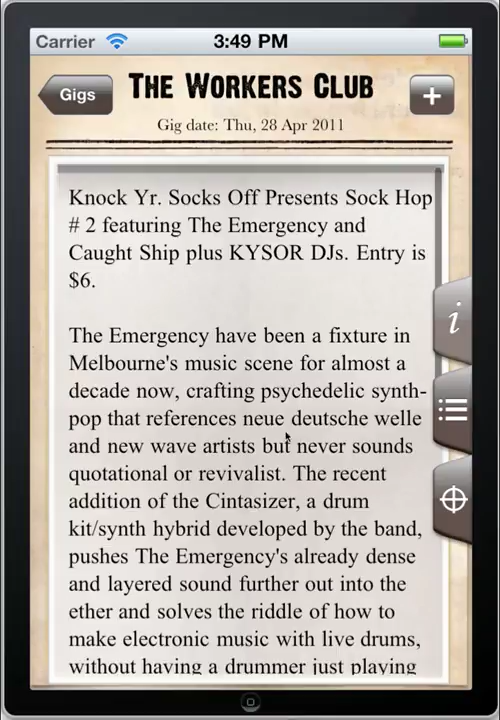 Carrier 3:49 PM
Gigs THE WORKERS CLUB +
Gig date: Thu, 28 Apr 2011
Knock Yr. Socks Off Presents Sock Hop
# 2 featuring The Emergency and
Caught Ship plus KYSOR DJs. Entry is
$6.
The Emergency have been a fixture in
Melbourne's music scene for almost a
decade now, crafting psychedelic synth-
pop that references neue deutsche welle
and new wave artists but never sounds
quotational or revivalist. The recent
addition of the Cintasizer, a drum
kit/synth hybrid developed by the band,
pushes The Emergency's already dense
and layered sound further out into the
ether and solves the riddle of how to
make electronic music with live drums,
without having a drummer just playing
i